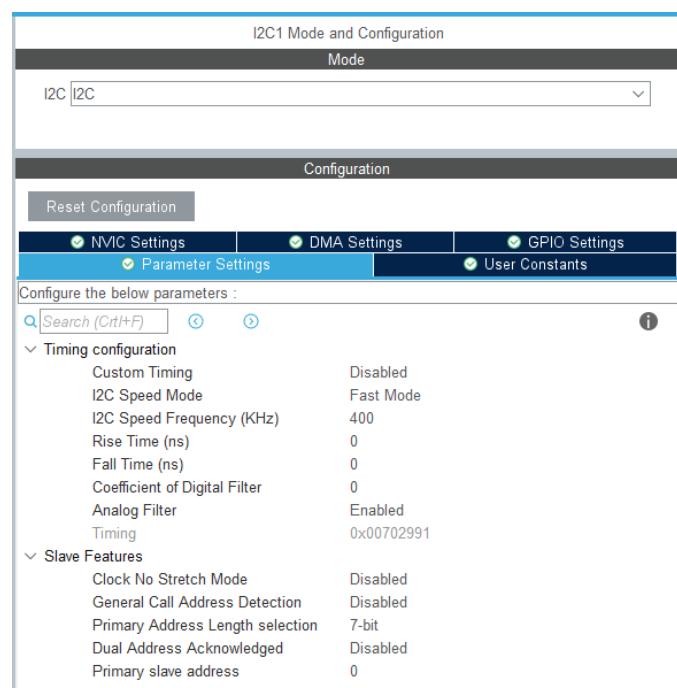 I2C1 Mode and Configuration
Mode
I2C I2C
Configuration
Reset Configuration
NVIC Settings DMA Settings GPIO Settings
Parameter Settings User Constants
Configure the below parameters :
Search (Crtl+F)
Timing configuration
Custom Timing Disabled
I2C Speed Mode Fast Mode
I2C Speed Frequency (KHz) 400
Rise Time (ns) 0
Fall Time (ns) 0
Coefficient of Digital Filter 0
Analog Filter Enabled
Timing 0x00702991
Slave Features
Clock No Stretch Mode Disabled
General Call Address Detection Disabled
Primary Address Length selection 7-bit
Dual Address Acknowledged Disabled
Primary slave address 0